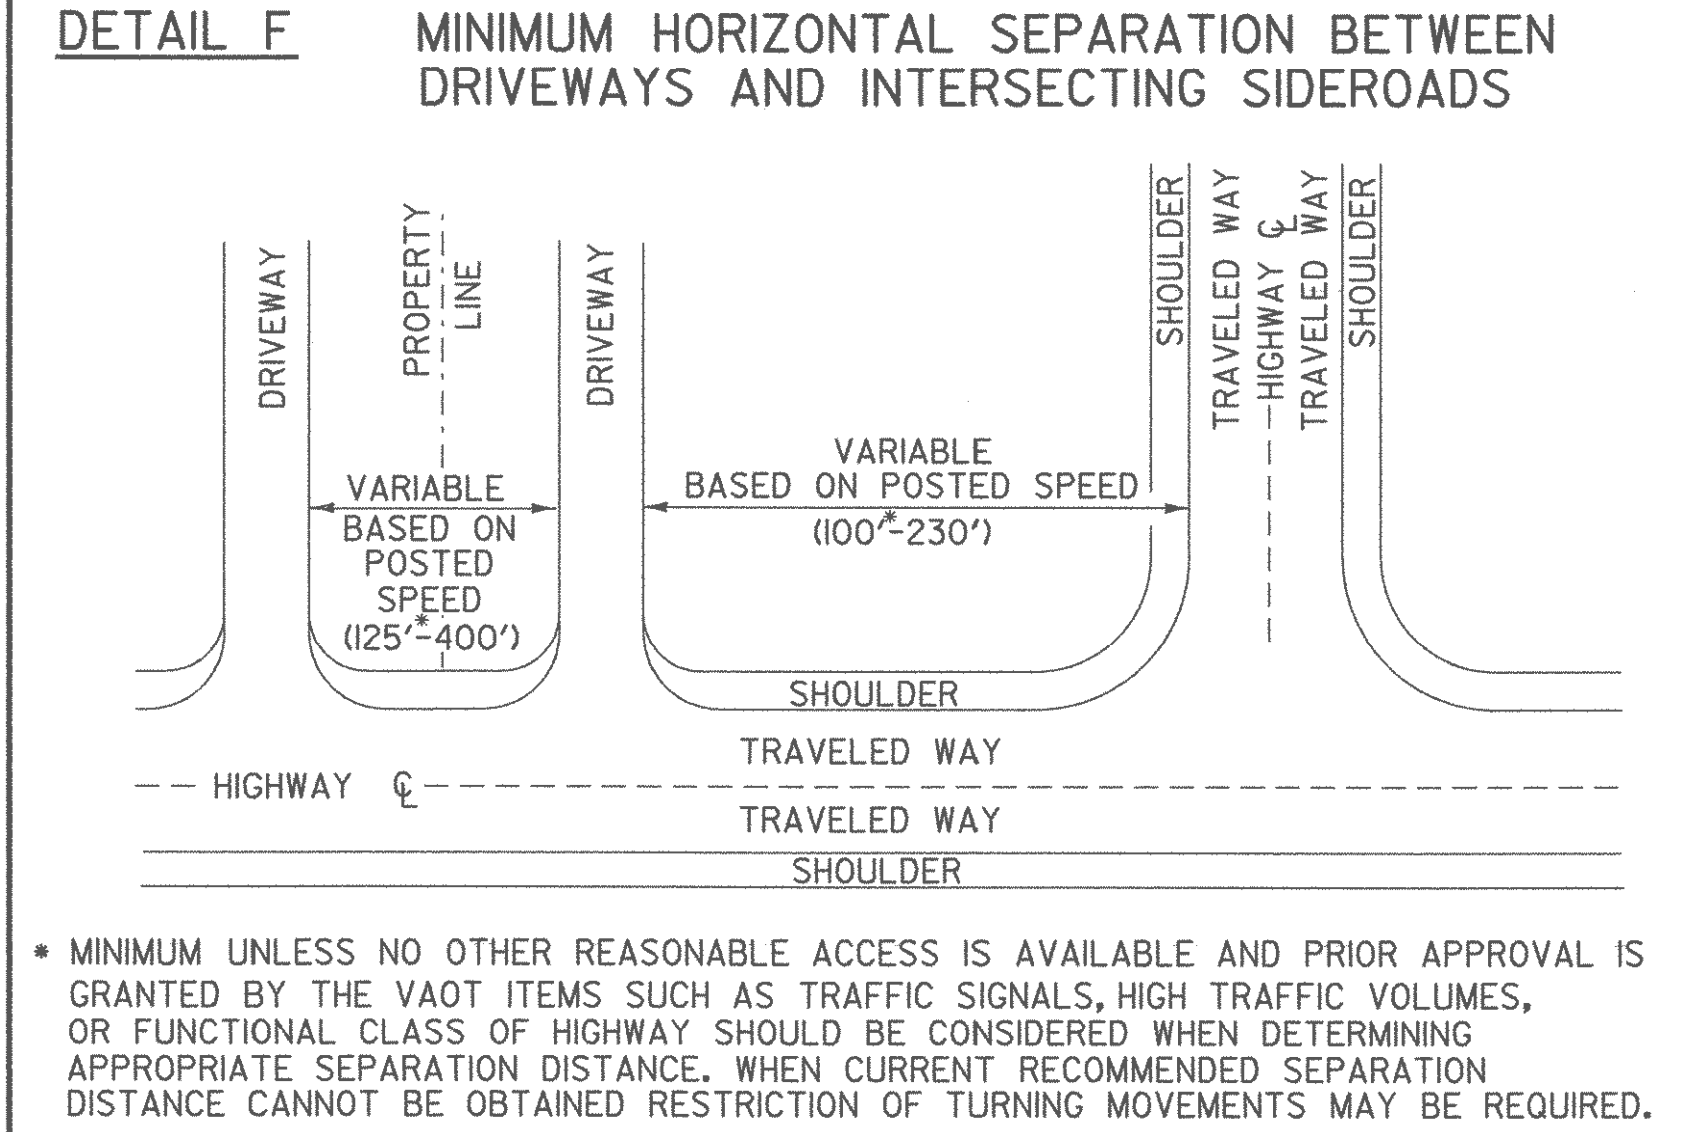 DETAIL F
MINIMUM HORIZONTAL SEPARATION BETWEEN
DRIVEWAYS AND INTERSECTING SIDEROADS
DRIVEWAY
PROPERTY
LINE
DRIVEWAY
SHOULDER
TRAVELED WAY
HIGHWAY ℄
TRAVELED WAY
SHOULDER
VARIABLE
BASED ON
POSTED
SPEED
(125'*-400')
VARIABLE
BASED ON POSTED SPEED
(100'*-230')
SHOULDER
TRAVELED WAY
HIGHWAY ℄
TRAVELED WAY
SHOULDER
* MINIMUM UNLESS NO OTHER REASONABLE ACCESS IS AVAILABLE AND PRIOR APPROVAL IS
GRANTED BY THE VAOT ITEMS SUCH AS TRAFFIC SIGNALS, HIGH TRAFFIC VOLUMES,
OR FUNCTIONAL CLASS OF HIGHWAY SHOULD BE CONSIDERED WHEN DETERMINING
APPROPRIATE SEPARATION DISTANCE. WHEN CURRENT RECOMMENDED SEPARATION
DISTANCE CANNOT BE OBTAINED RESTRICTION OF TURNING MOVEMENTS MAY BE REQUIRED.